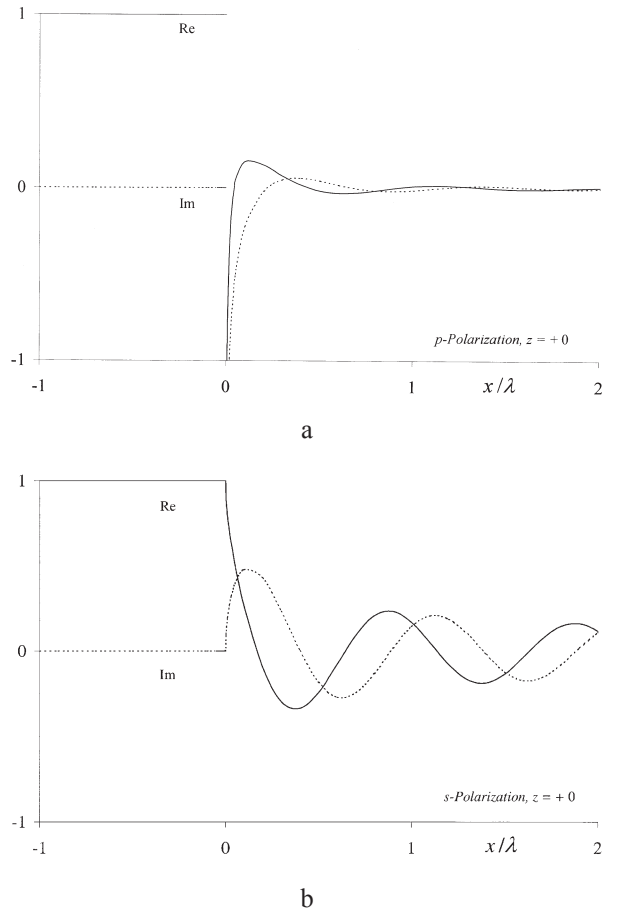 1
Re
0
Im
p-Polarization, z = + 0
-1
-1 0 1 x/λ 2
a
1
Re
0
Im
s-Polarization, z = + 0
-1
-1 0 1 x/λ 2
b